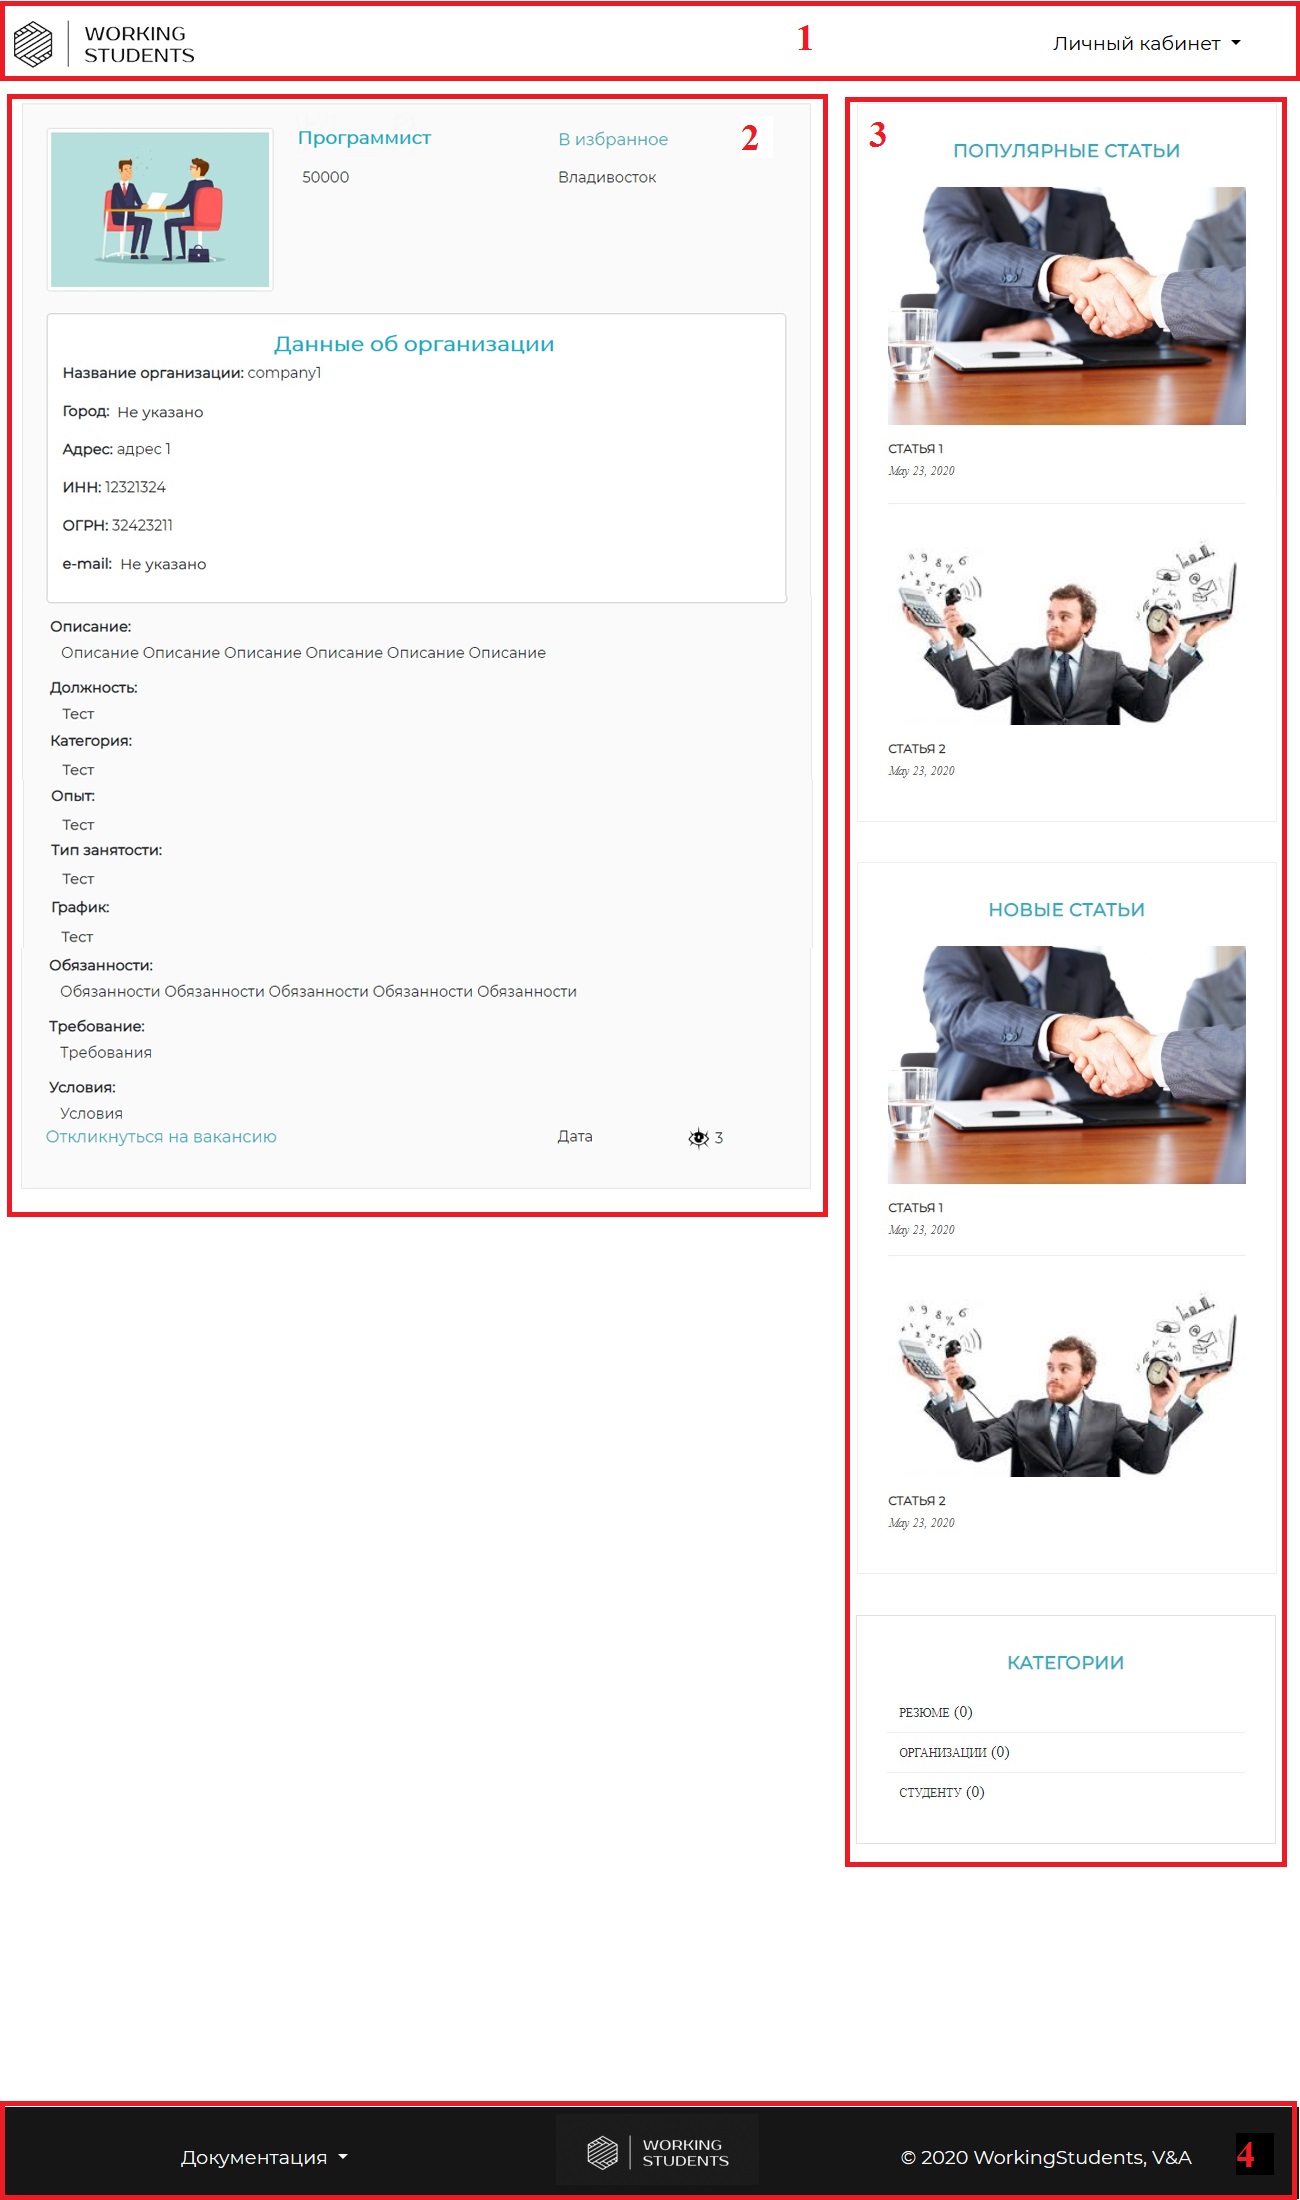 WORKING
STUDENTS
1
Личный кабинет
Программист
В избранное
2
50000
Владивосток
Данные об организации
Название организации: company1
Город: Не указано
Адрес: адрес 1
ИНН: 12321324
ОГРН: 32423211
e-mail: Не указано
Описание:
Описание Описание Описание Описание Описание Описание
Должность:
Тест
Категория:
Тест
Опыт:
Тест
Тип занятости:
Тест
График:
Тест
Обязанности:
Обязанности Обязанности Обязанности Обязанности Обязанности
Требование:
Требования
Условия:
Условия
Откликнуться на вакансию
Дата
3
3
ПОПУЛЯРНЫЕ СТАТЬИ
СТАТЬЯ 1
May 23, 2020
СТАТЬЯ 2
May 23, 2020
НОВЫЕ СТАТЬИ
СТАТЬЯ 1
May 23, 2020
СТАТЬЯ 2
May 23, 2020
КАТЕГОРИИ
РЕЗЮМЕ (0)
ОРГАНИЗАЦИИ (0)
СТУДЕНТУ (0)
Документация
WORKING
STUDENTS
© 2020 WorkingStudents, V&A
4